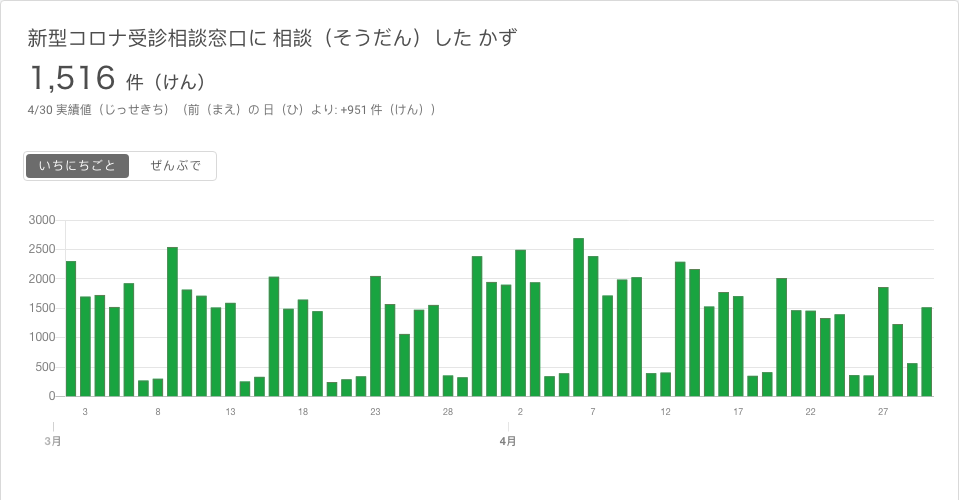 新型コロナ受診相談窓口に 相談（そうだん）した かず
1,516 件（けん）
4/30 実績値（じっせきち）（前（まえ）の 日（ひ）より: +951 件（けん））
いちにちごと ぜんぶで
3000
2500
2000
1500
1000
500
0
3 8 13 18 23 28 2 7 12 17 22 27
3月 4月